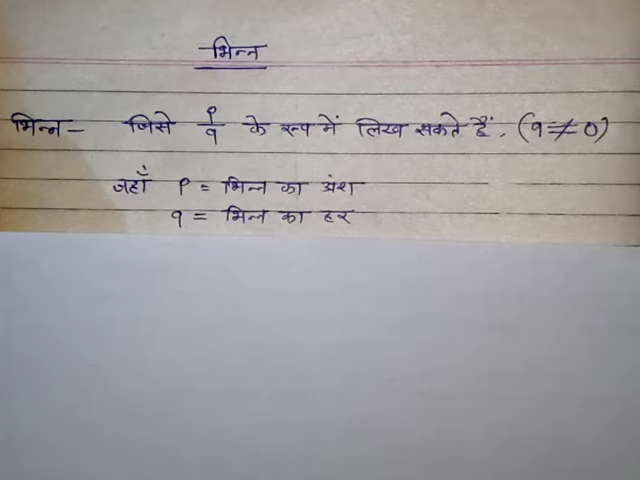 भिन्न
भिन्न - जिसे p/q के रूप में लिख सकते हैं. (q ≠ 0)
जहाँ p = भिन्न का अंश
q = भिन्न का हर